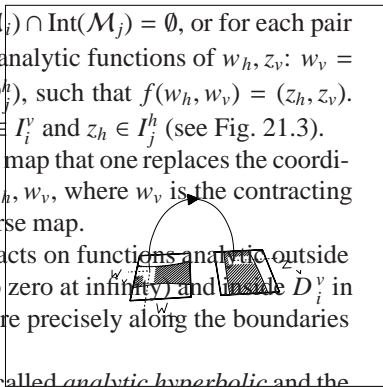 ) ∩ Int(ℳ_j) = ∅, or for each pair
analytic functions of w_h, z_v: w_v =
), such that f(w_h, w_v) = (z_h, z_v).
I_i^v and z_h ∈ I_j^h (see Fig. 21.3).
map that one replaces the coordi-
, w_v, where w_v is the contracting
rse map.
acts on functions analytic outside
zero at infinity) and inside D_i^v in
re precisely along the boundaries
called analytic hyperbolic and the